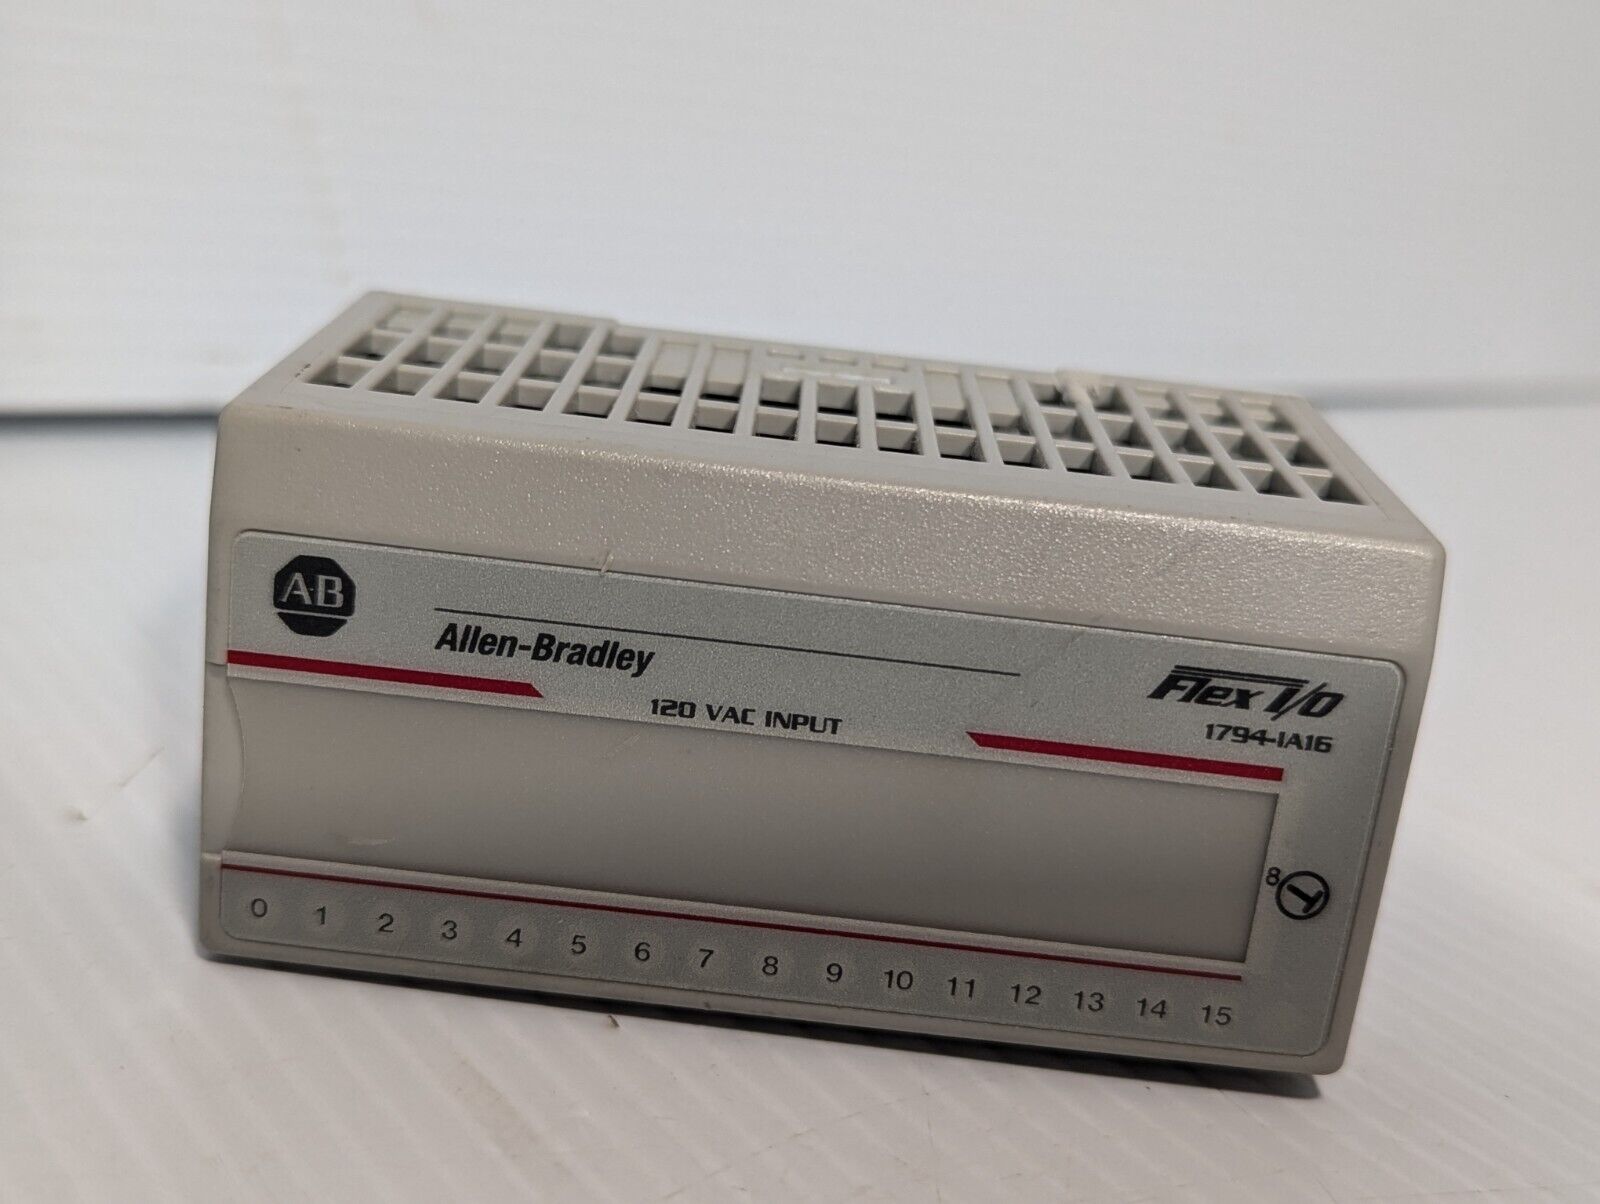 A-B
Allen-Bradley
120 VAC INPUT
Flex I/O
1794-IA16
8
0 1 2 3 4 5 6 7 8 9 10 11 12 13 14 15